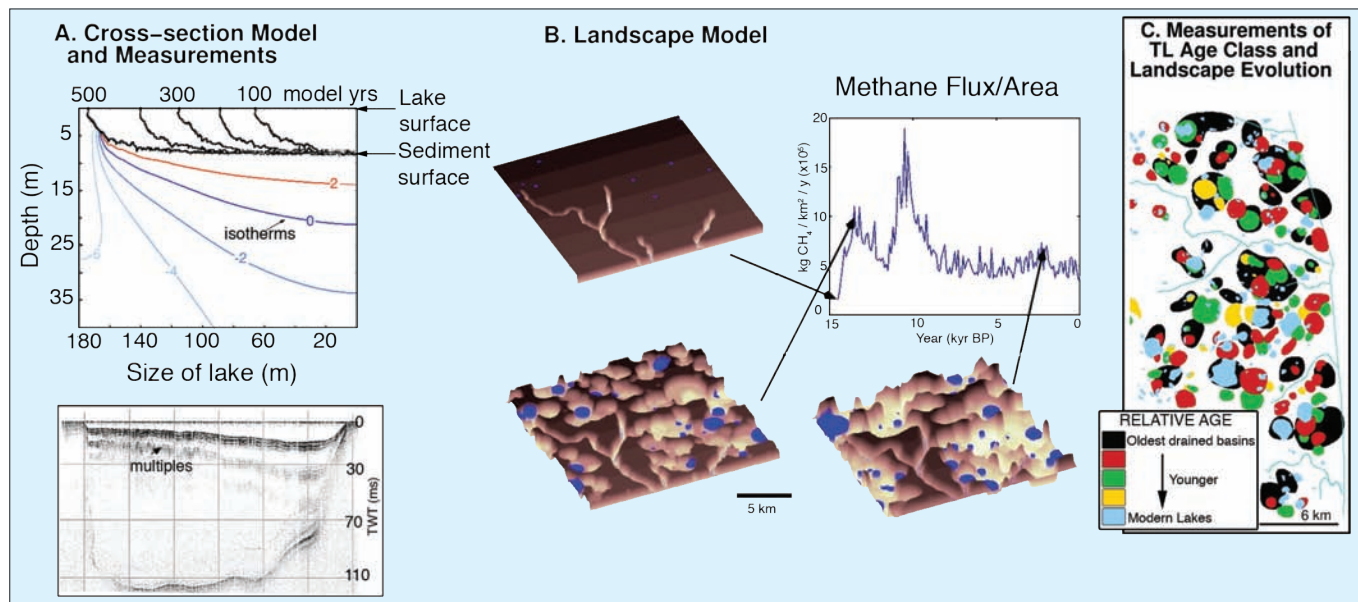 A. Cross–section Model
and Measurements
500 300 100 model yrs
Lake
surface
Sediment
surface
5
15
25
35
Depth (m)
2
0
isotherms
-2
-4
-6
180 140 100 60 20
Size of lake (m)
multiples
0
30
70
110
TWT (ms)
B. Landscape Model
Methane Flux/Area
20
15
10
5
0
kg CH₄ / km² / y (x10⁶)
15 10 5 0
Year (kyr BP)
5 km
C. Measurements of
TL Age Class and
Landscape Evolution
RELATIVE AGE
Oldest drained basins
Younger
Modern Lakes
6 km